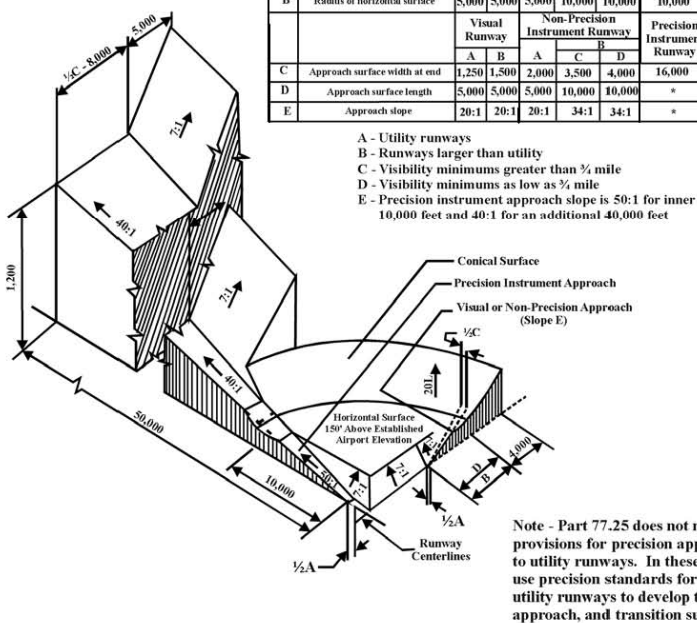 B Radius of horizontal surface 5,000 5,000 5,000 10,000 10,000 10,000
Visual Runway Non-Precision Instrument Runway Precision Instrumen Runway
A B A B
C D
C Approach surface width at end 1,250 1,500 2,000 3,500 4,000 16,000
D Approach surface length 5,000 5,000 5,000 10,000 10,000 *
E Approach slope 20:1 20:1 20:1 34:1 34:1 *
A - Utility runways
B - Runways larger than utility
C - Visibility minimums greater than ¾ mile
D - Visibility minimums as low as ¾ mile
E - Precision instrument approach slope is 50:1 for inner
10,000 feet and 40:1 for an additional 40,000 feet
5,000
½C - 8,000
7:1
40:1
1,200
7:1
Conical Surface
Precision Instrument Approach
Visual or Non-Precision Approach
(Slope E)
½C
20:1
40:1
Horizontal Surface
150' Above Established
Airport Elevation
50,000
10,000
50:1
7:1
7:1
7:1
4,000
D
B
½A
½A
Runway
Centerlines
Note - Part 77.25 does not
provisions for precision app
to utility runways. In these
use precision standards for
utility runways to develop
approach, and transition su